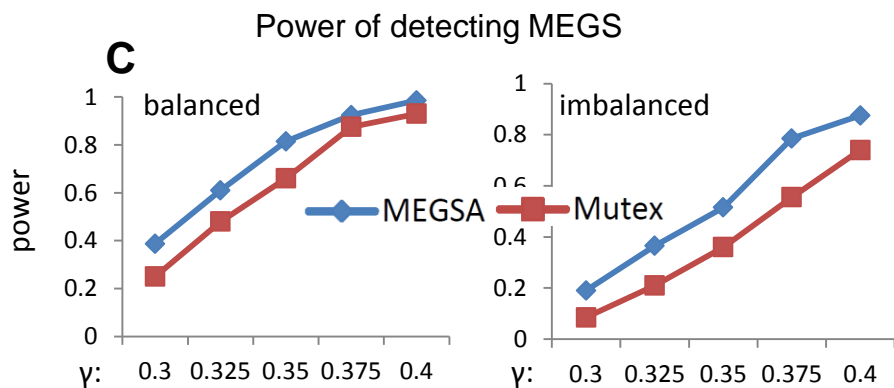 Power of detecting MEGS
C
balanced
imbalanced
power
1
0.8
0.6
0.4
0.2
0
1
0.8
0.4
0.2
0
MEGSA
Mutex
γ: 0.3 0.325 0.35 0.375 0.4
γ: 0.3 0.325 0.35 0.375 0.4